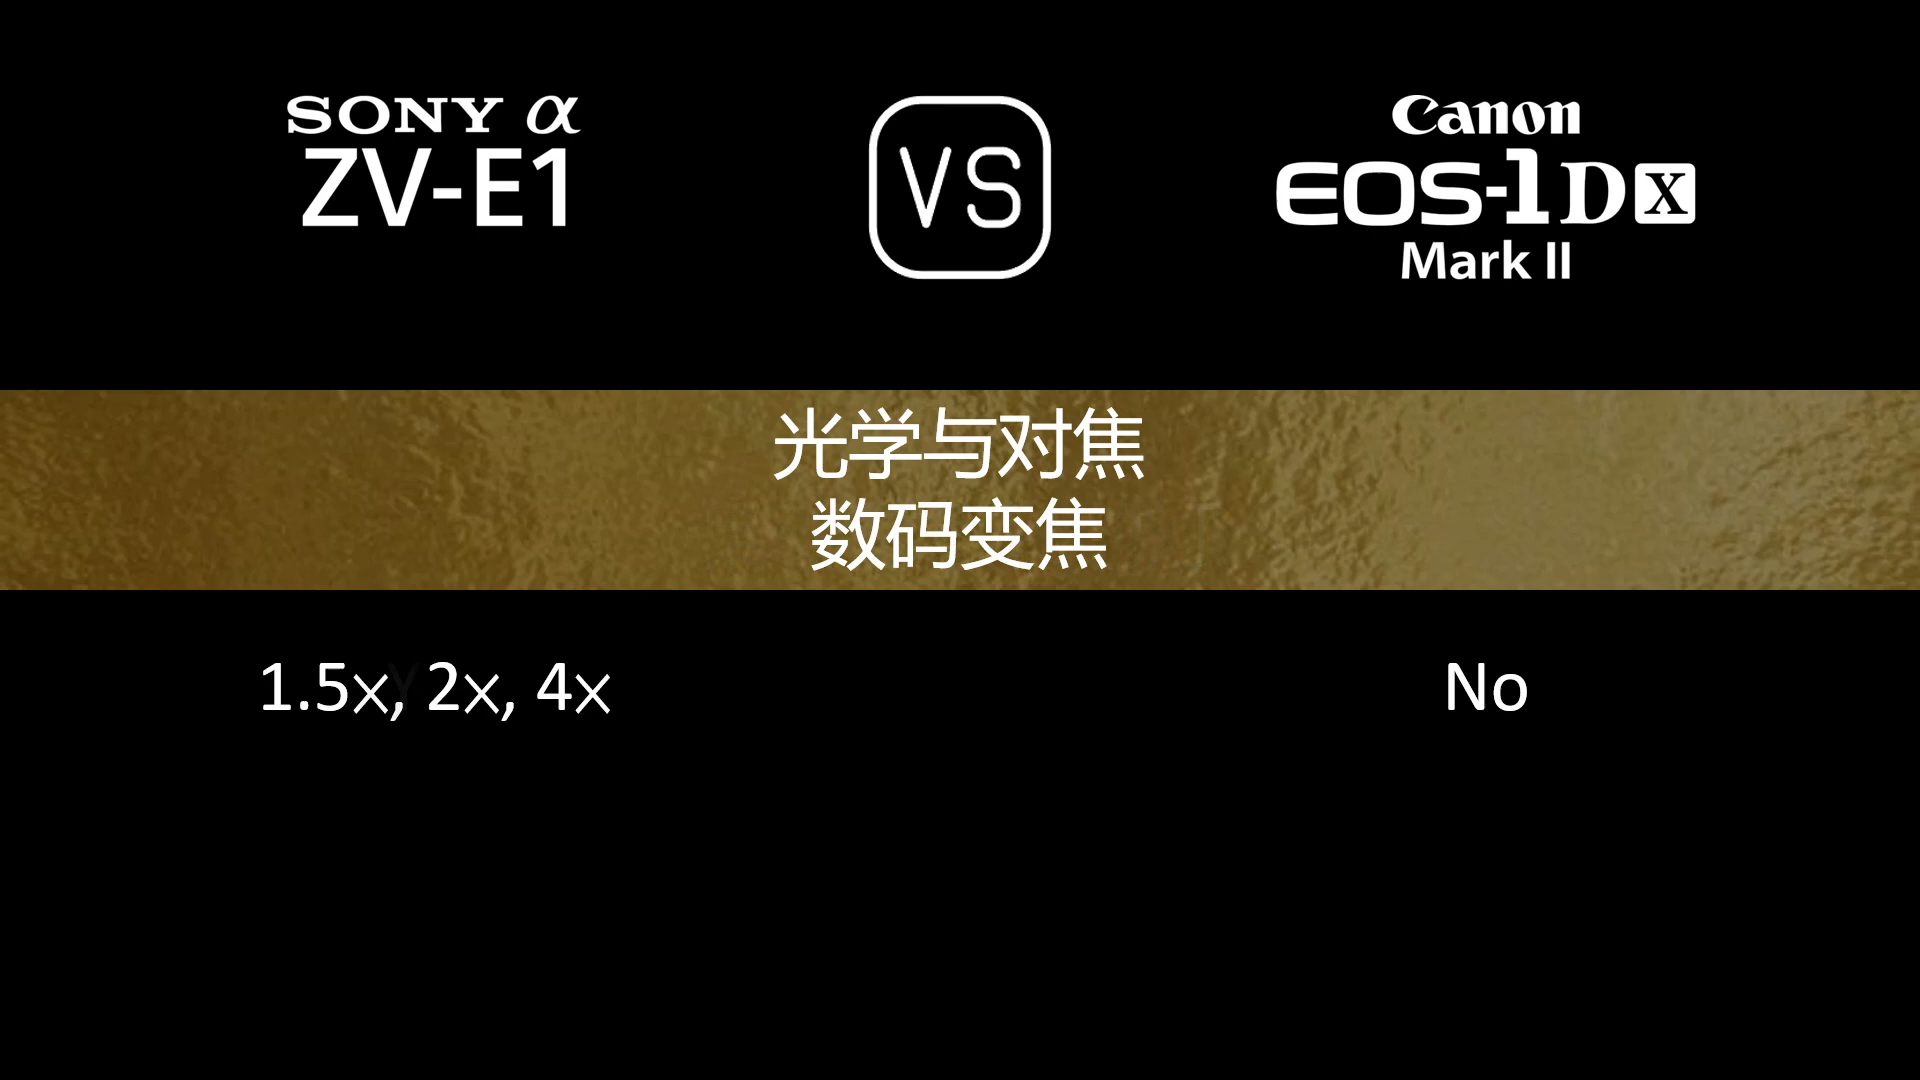 SONY α
ZV-E1
VS
Canon
EOS-1 D X
Mark II
光学与对焦
数码变焦
1.5x, 2x, 4x
No